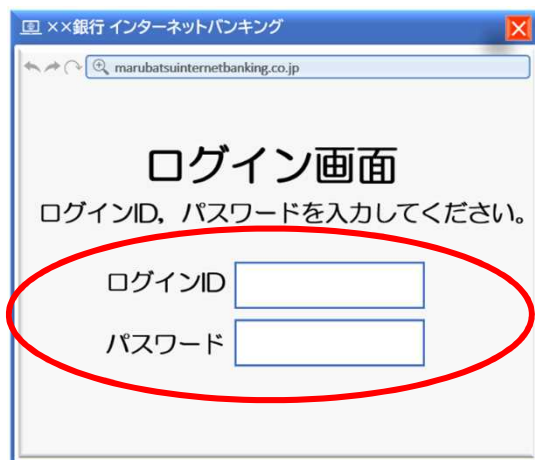 ××銀行 インターネットバンキング
marubatsuinternetbanking.co.jp
ログイン画面
ログインID，パスワードを入力してください。
ログインID
パスワード